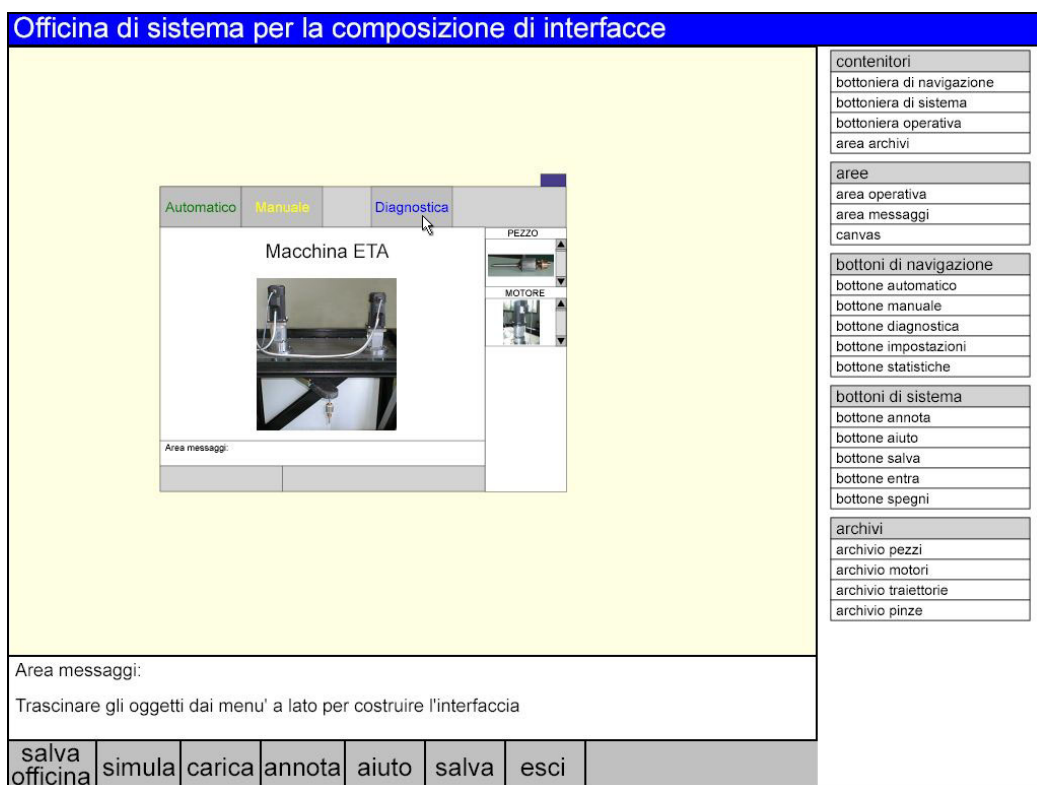 Officina di sistema per la composizione di interfacce
Automatico Manuale Diagnostica
Macchina ETA
PEZZO
MOTORE
Area messaggi:
contenitori
bottoniera di navigazione
bottoniera di sistema
bottoniera operativa
area archivi
aree
area operativa
area messaggi
canvas
bottoni di navigazione
bottone automatico
bottone manuale
bottone diagnostica
bottone impostazioni
bottone statistiche
bottoni di sistema
bottone annota
bottone aiuto
bottone salva
bottone entra
bottone spegni
archivi
archivio pezzi
archivio motori
archivio traiettorie
archivio pinze
Area messaggi:
Trascinare gli oggetti dai menu' a lato per costruire l'interfaccia
salva
officina simula carica annota aiuto salva esci